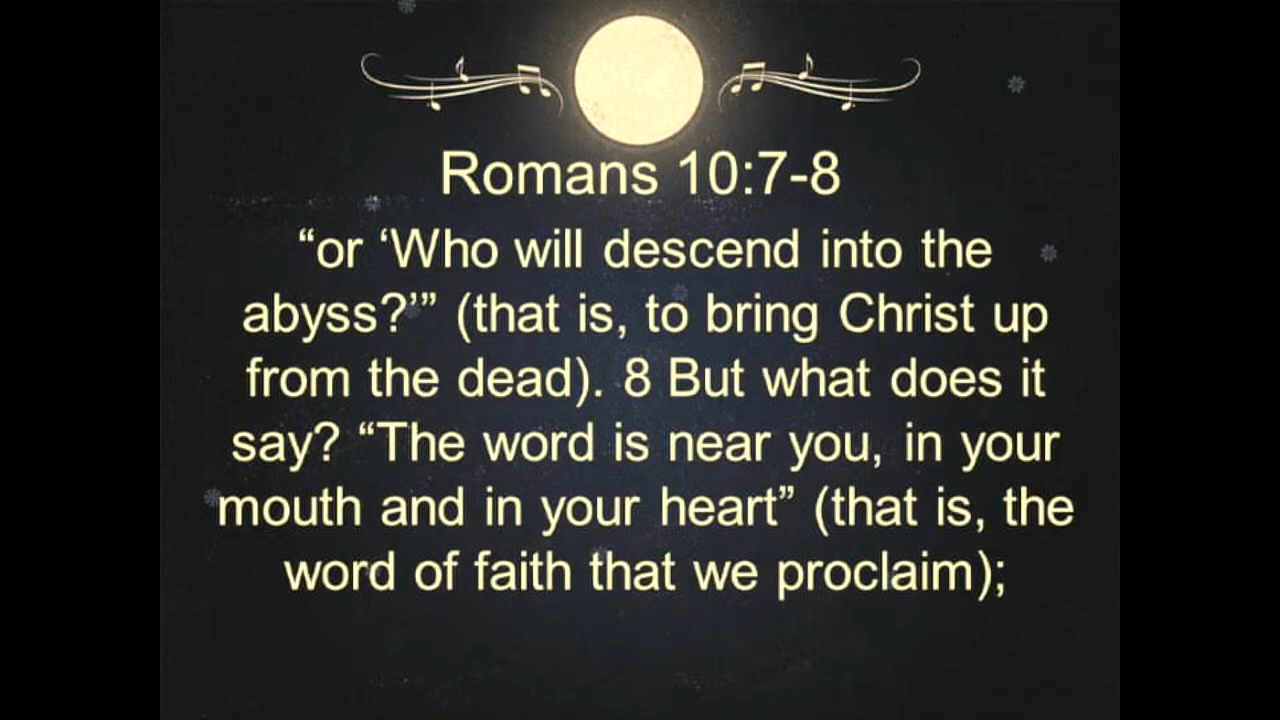 Romans 10:7-8
“or ‘Who will descend into the
abyss?’” (that is, to bring Christ up
from the dead). 8 But what does it
say? “The word is near you, in your
mouth and in your heart” (that is, the
word of faith that we proclaim);